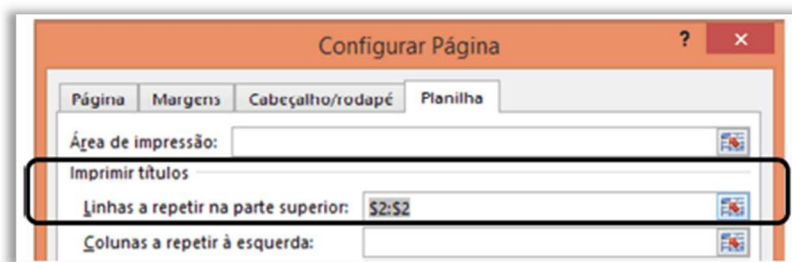 Configurar Página ? ×
Página Margens Cabeçalho/rodapé Planilha
Área de impressão:
Imprimir títulos
Linhas a repetir na parte superior: $2:$2
Colunas a repetir à esquerda: